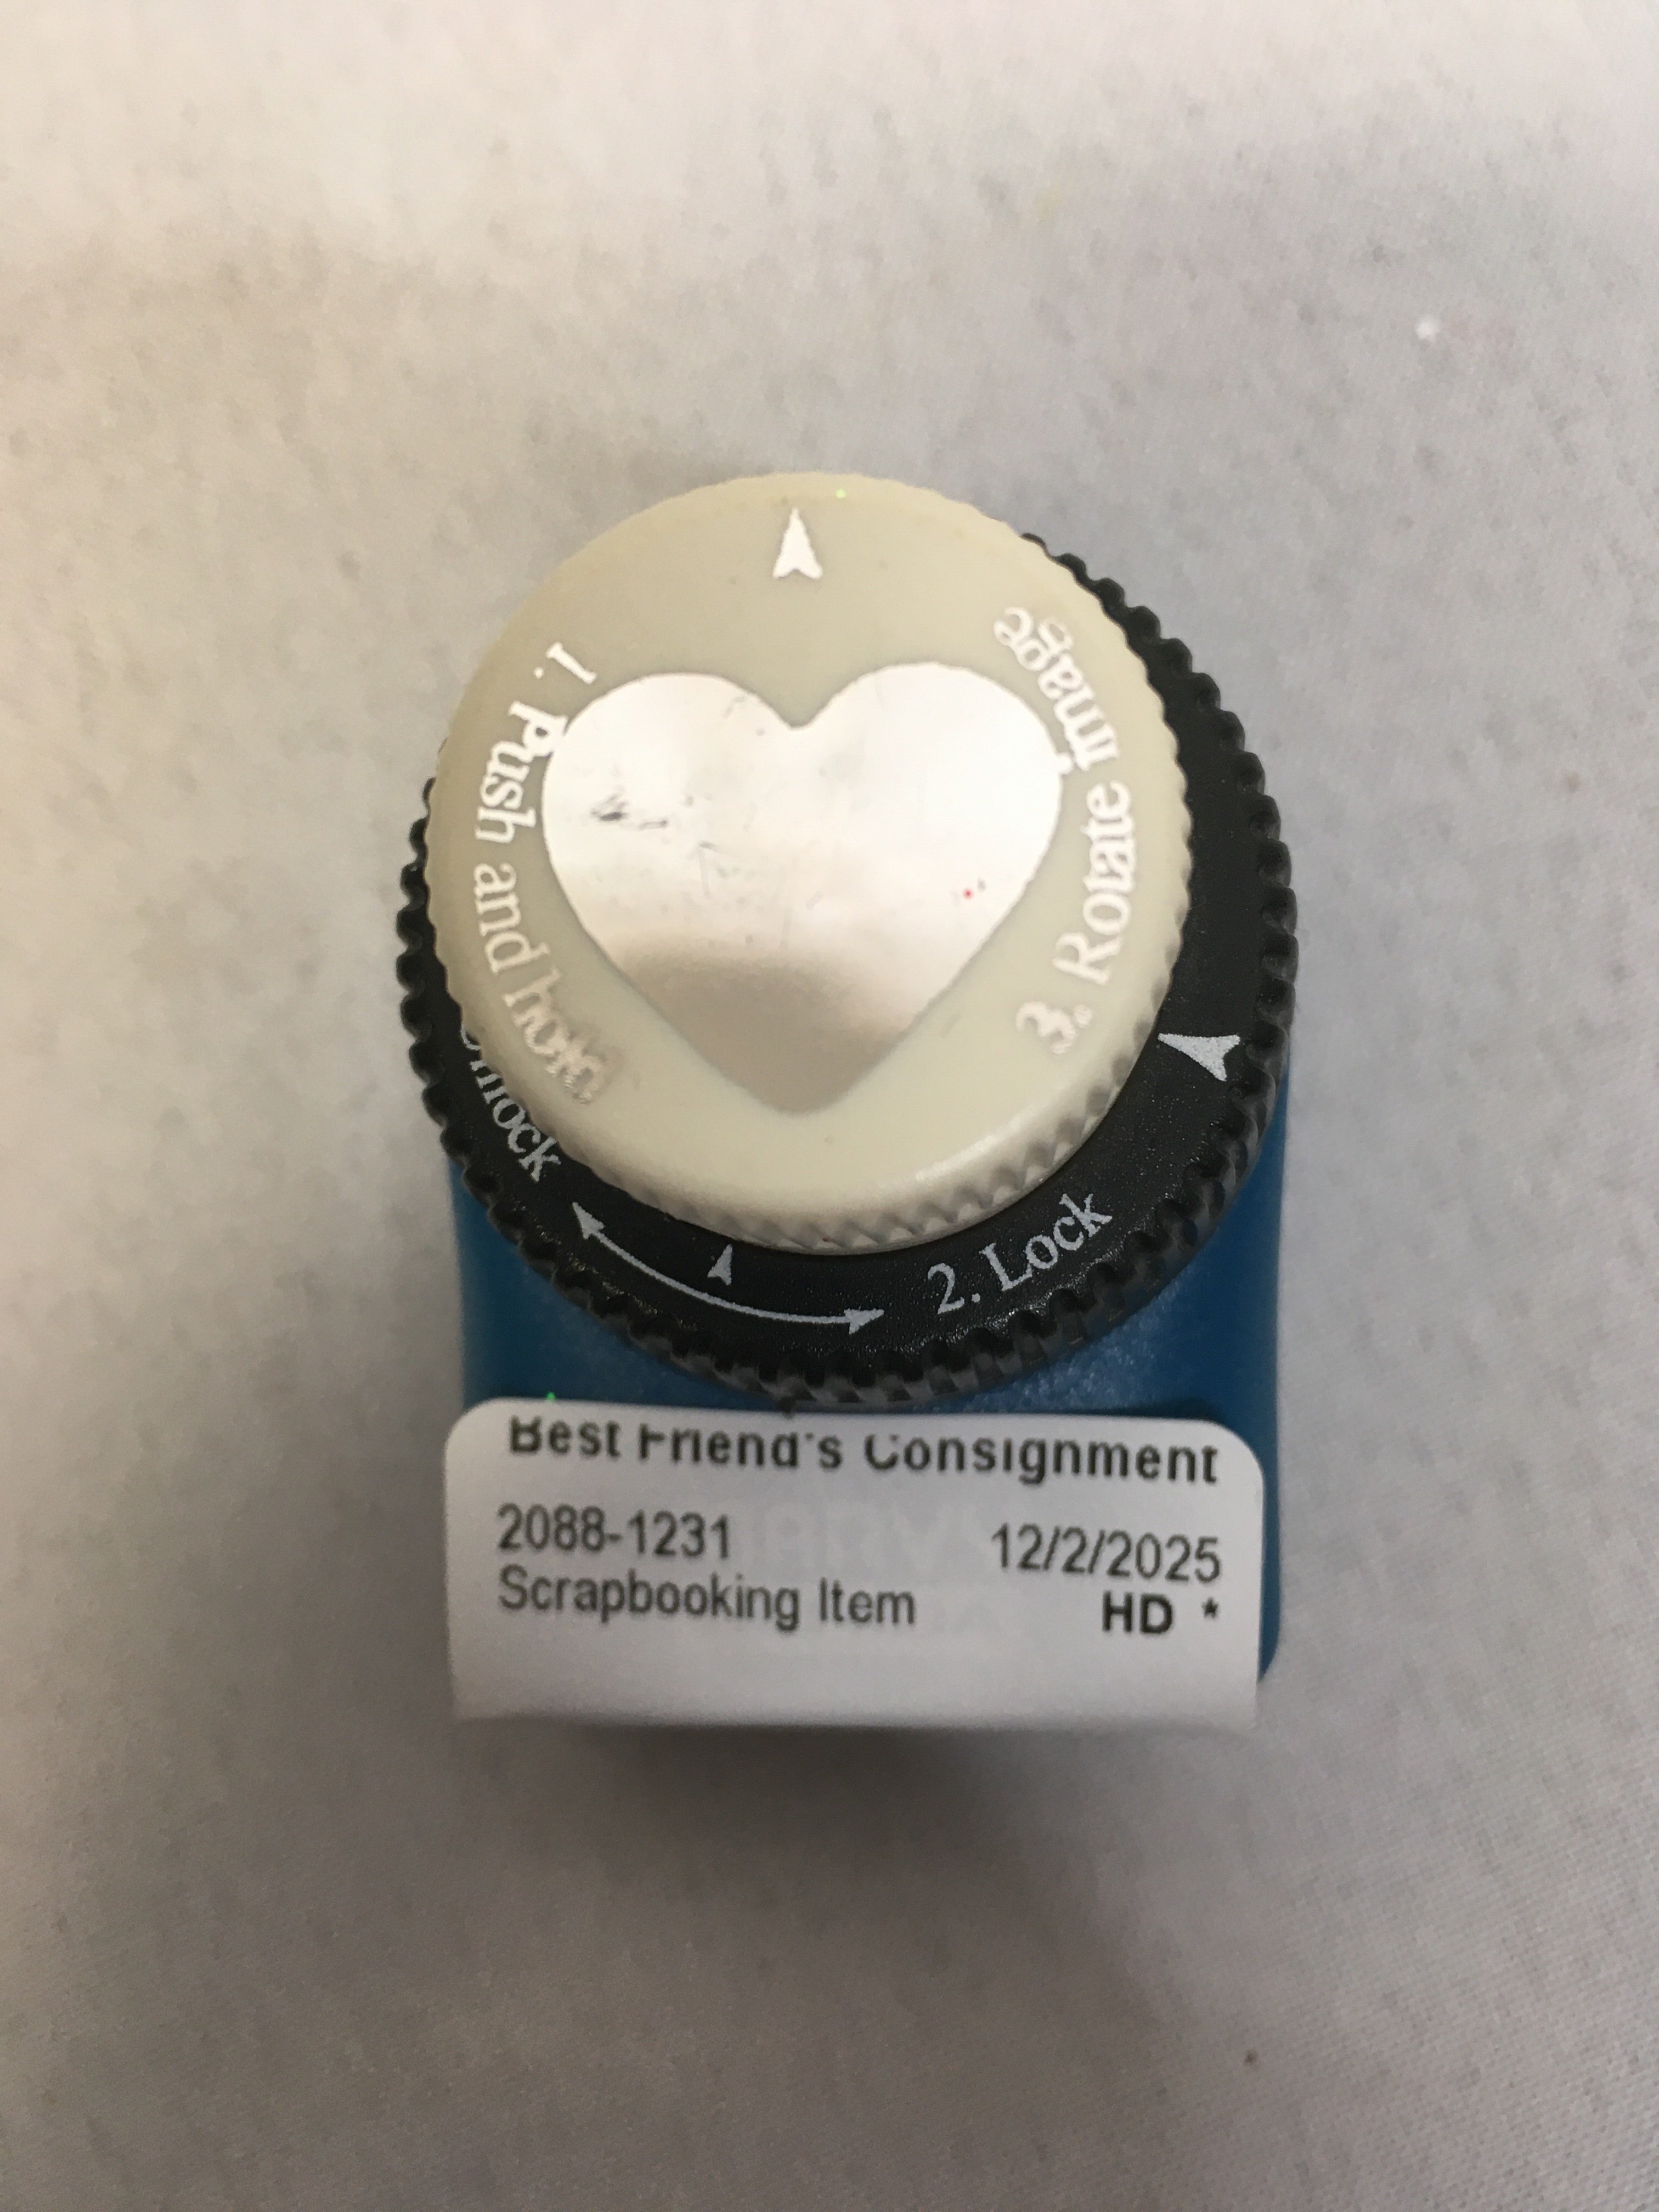 1. Push and hold
3. Rotate image
Unlock
2. Lock
Best Friend's Consignment
2088-1231 12/2/2025
Scrapbooking Item HD *